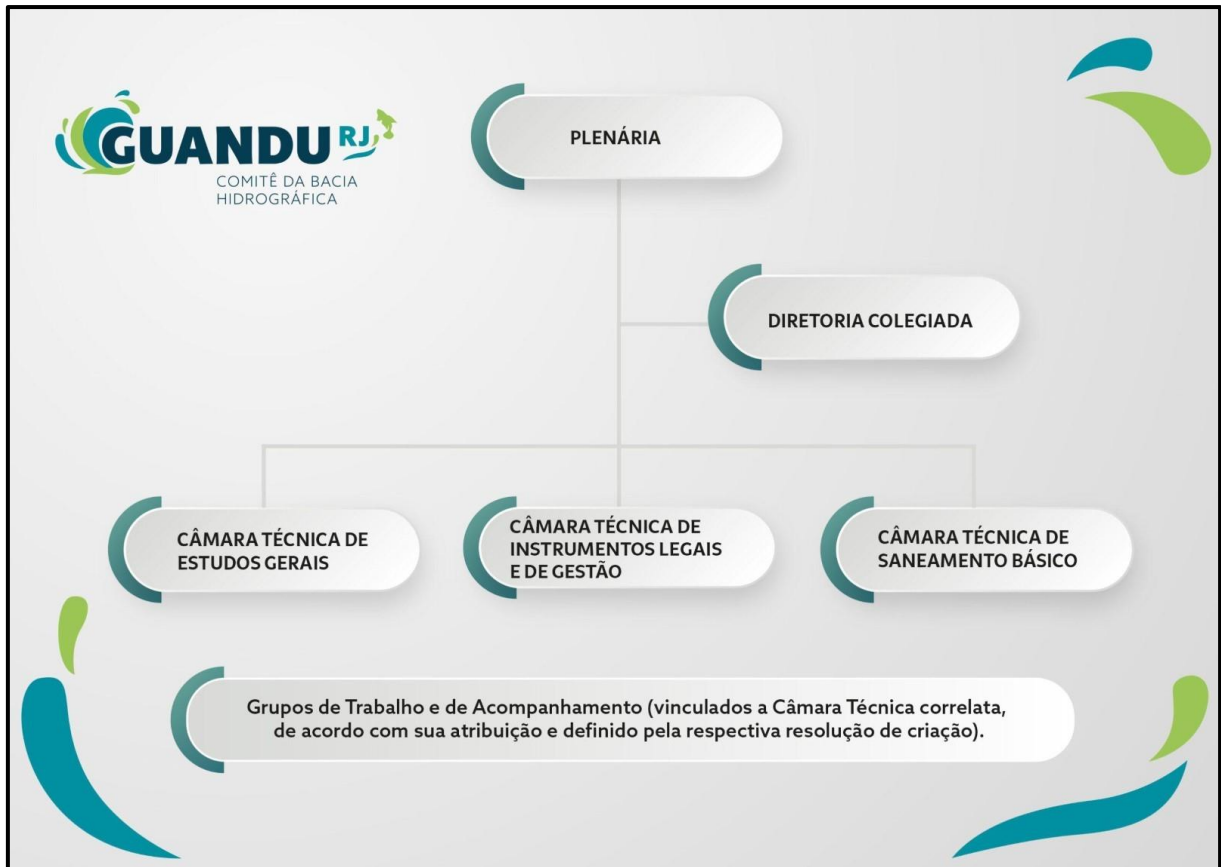 GUANDU RJ
COMITÊ DA BACIA
HIDROGRÁFICA
PLENÁRIA
DIRETORIA COLEGIADA
CÂMARA TÉCNICA DE
ESTUDOS GERAIS
CÂMARA TÉCNICA DE
INSTRUMENTOS LEGAIS
E DE GESTÃO
CÂMARA TÉCNICA DE
SANEAMENTO BÁSICO
Grupos de Trabalho e de Acompanhamento (vinculados a Câmara Técnica correlata,
de acordo com sua atribuição e definido pela respectiva resolução de criação).